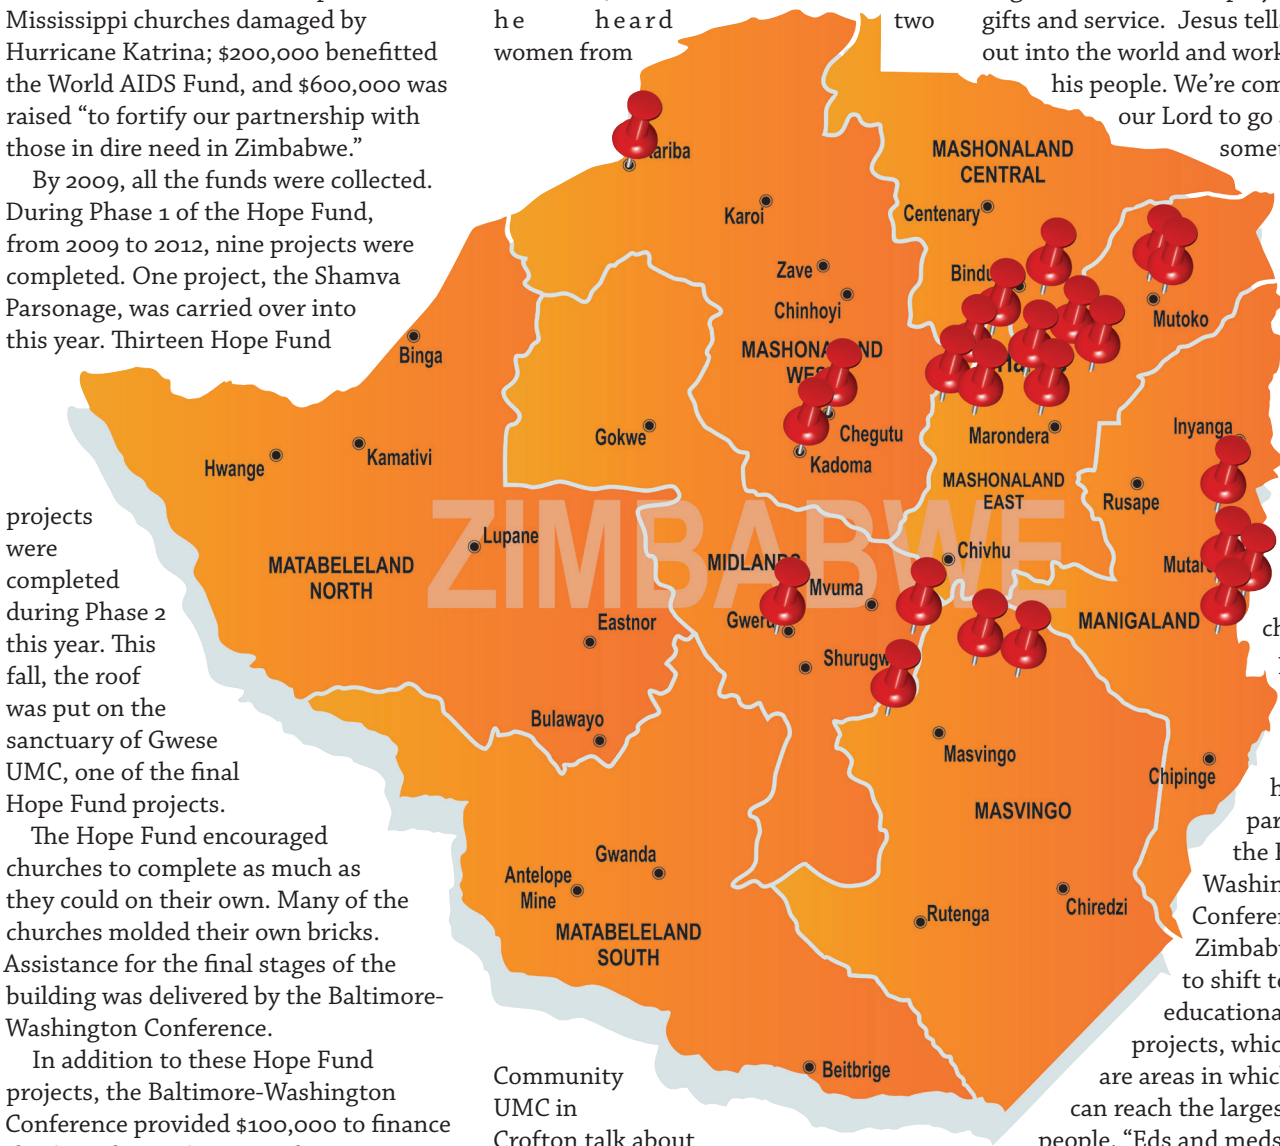 Mississippi churches damaged by
Hurricane Katrina; $200,000 benefitted
the World AIDS Fund, and $600,000 was
raised “to fortify our partnership with
those in dire need in Zimbabwe.”
By 2009, all the funds were collected.
During Phase 1 of the Hope Fund,
from 2009 to 2012, nine projects were
completed. One project, the Shamva
Parsonage, was carried over into
this year. Thirteen Hope Fund
projects
were
completed
during Phase 2
this year. This
fall, the roof
was put on the
sanctuary of Gwese
UMC, one of the final
Hope Fund projects.
The Hope Fund encouraged
churches to complete as much as
they could on their own. Many of the
churches molded their own bricks.
Assistance for the final stages of the
building was delivered by the Baltimore-
Washington Conference.
In addition to these Hope Fund
projects, the Baltimore-Washington
Conference provided $100,000 to finance
he heard two
women from
Community
UMC in
Crofton talk about
gifts and service. Jesus
out into the world and work
his people. We’re
our Lord to go
the
to shift
projects,
are areas in
can reach the
people. “Eds and meds
ZIMBABWE
Karoi
MASHONALAND
CENTRAL
Centenary
Zave
Chinhoyi
Mutoko
Binga
Gokwe
Chegutu
Kadoma
Marondera
Inyanga
Hwange
Kamativi
MASHONALAND
EAST
Rusape
Lupane
Chivhu
MATABELELAND
NORTH
Mvuma
Eastnor
MANIGALAND
Bulawayo
Masvingo
Chipinge
MASVINGO
Gwanda
Antelope
Mine
Chiredzi
Rutenga
MATABELELAND
SOUTH
Beitbrige